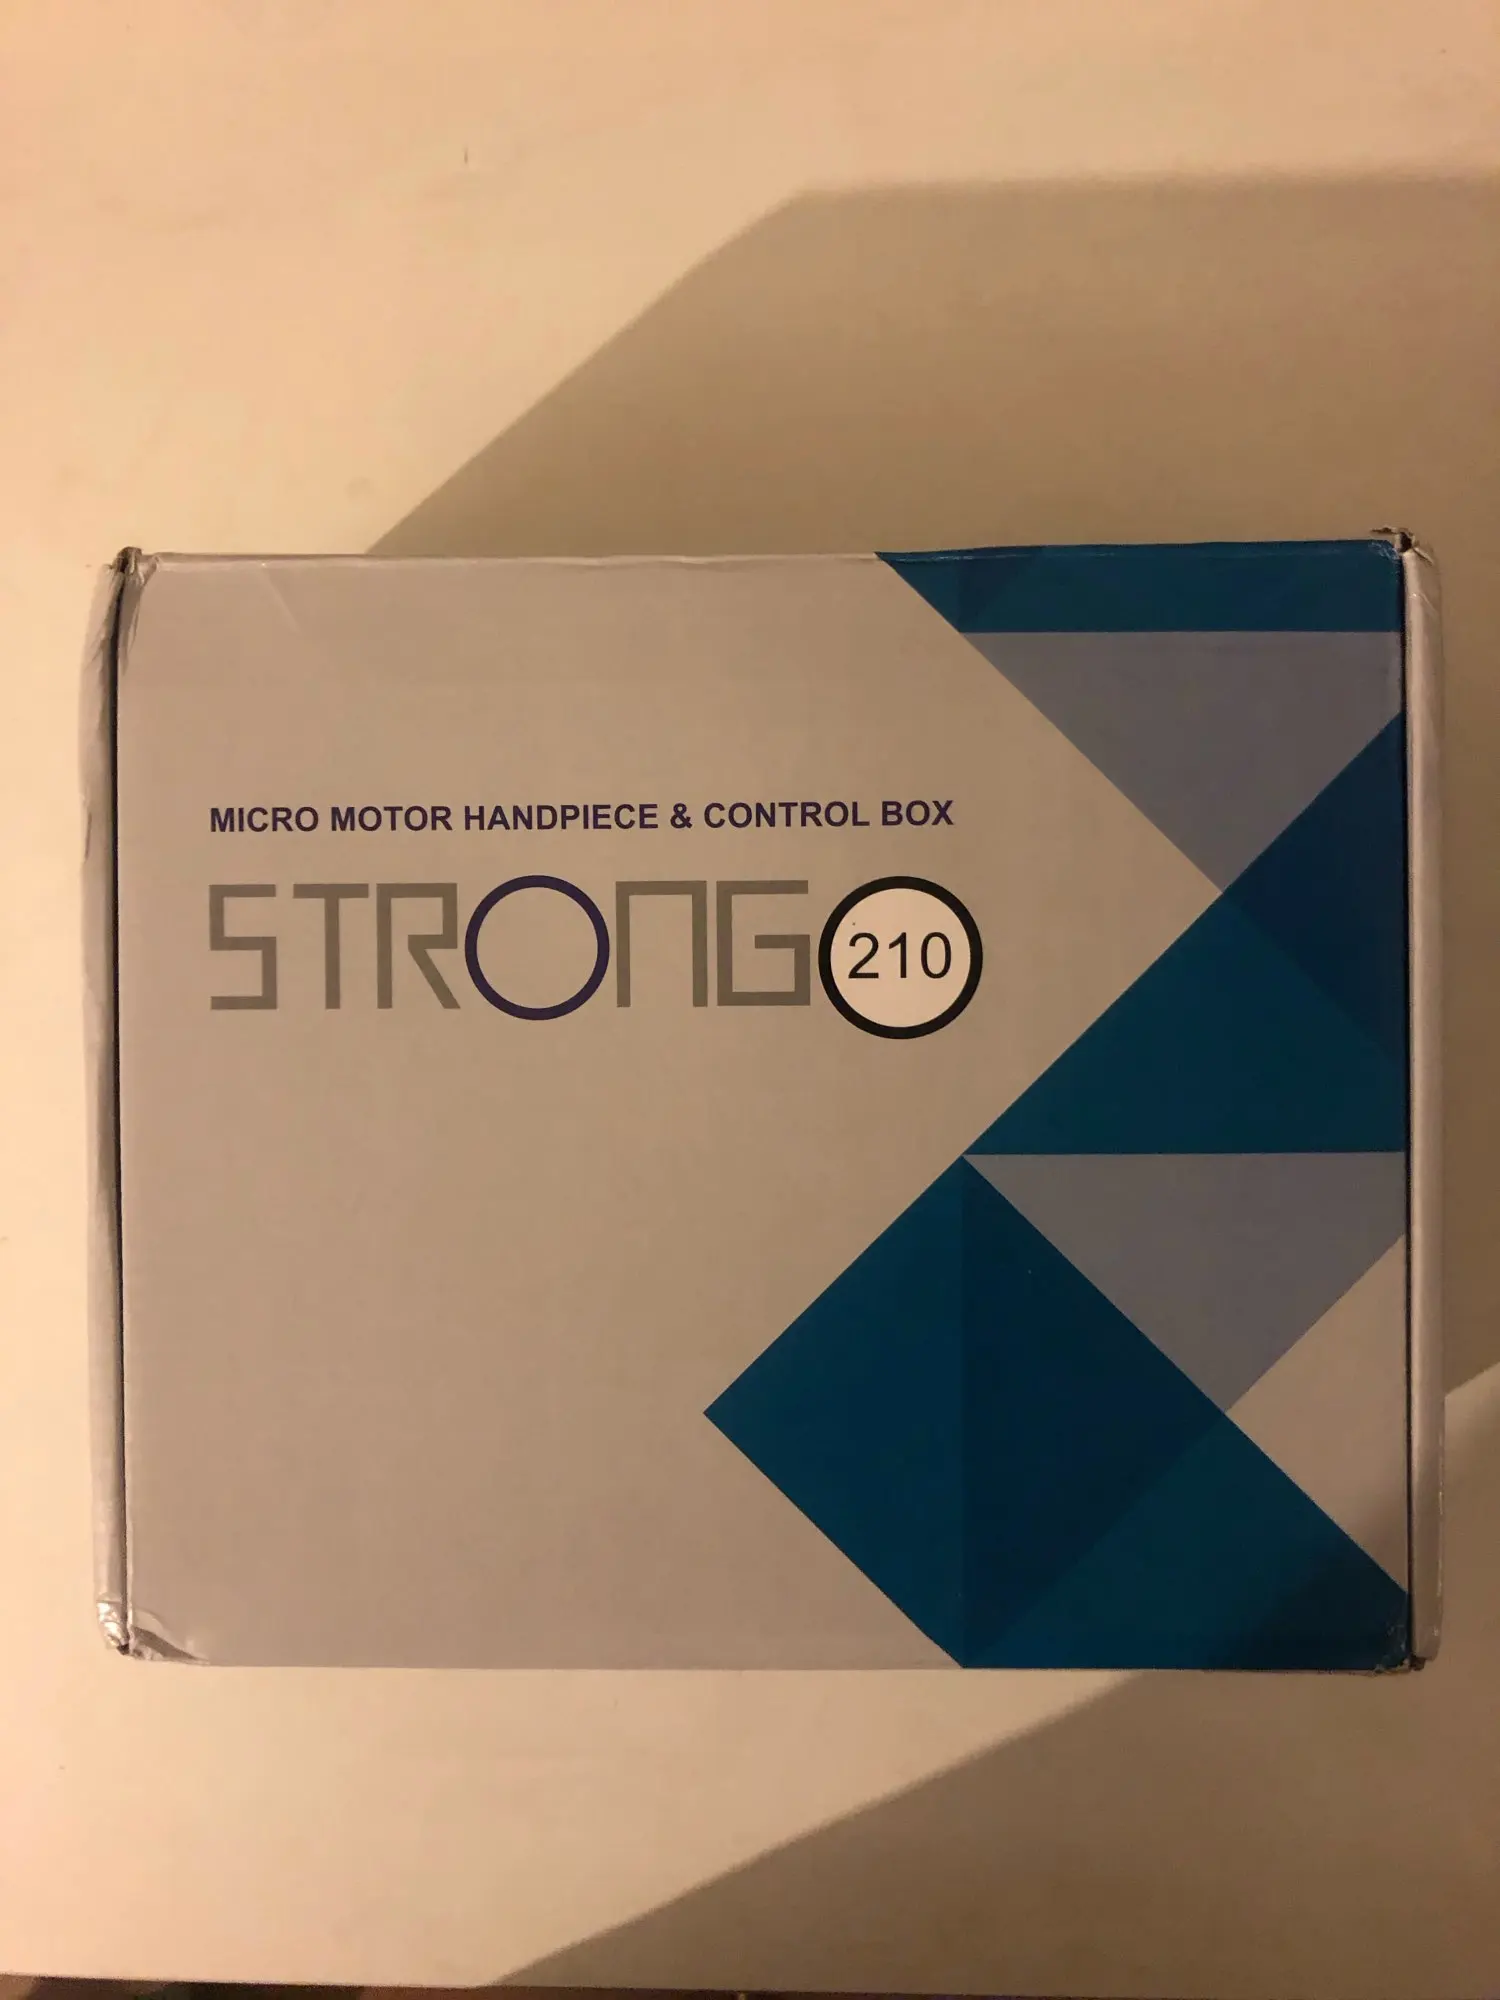 MICRO MOTOR HANDPIECE & CONTROL BOX
STRONG 210